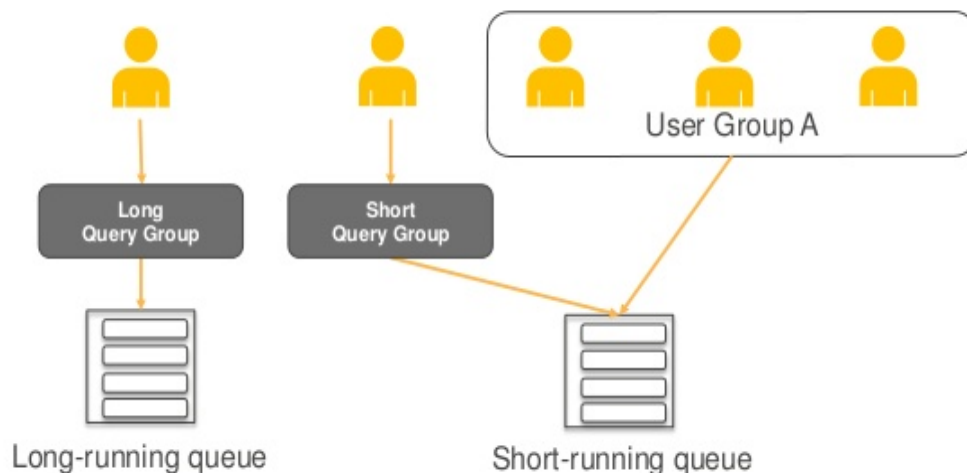 User Group A
Long
Query Group
Short
Query Group
Long-running queue
Short-running queue